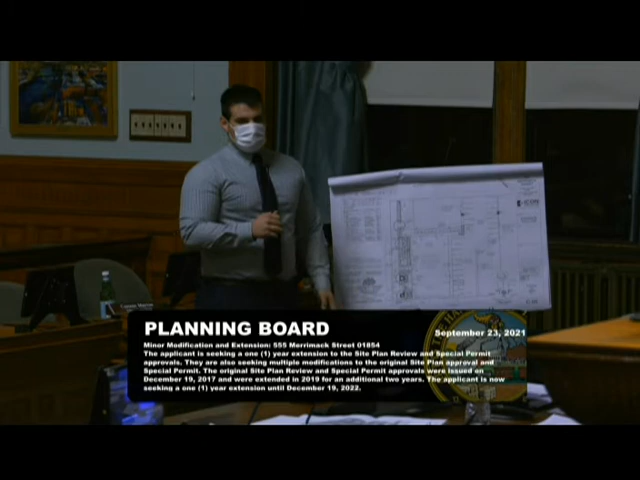 PLANNING BOARD
September 23, 2021
Minor Modification and Extension: 555 Merrimack Street 01854
The applicant is seeking a one (1) year extension to the Site Plan Review and Special Permit
approvals. They are also seeking multiple modifications to the original Site Plan approval and
Special Permit. The original Site Plan Review and Special Permit approvals were issued on
December 19, 2017 and were extended in 2019 for an additional two years. The applicant is now
seeking a one (1) year extension until December 19, 2022.